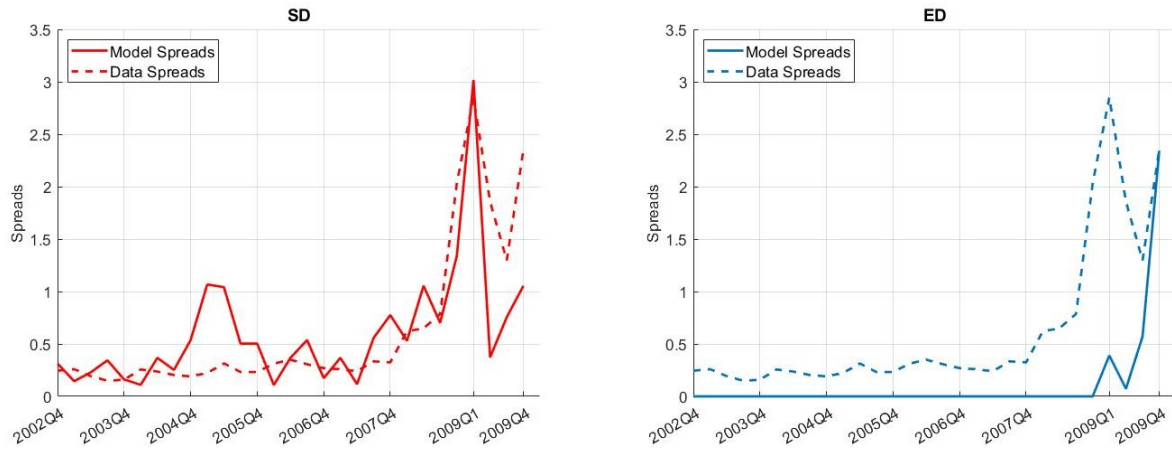 SD
3.5
3
2.5
2
1.5
1
0.5
0
Spreads
Model Spreads
Data Spreads
2002Q4
2003Q4
2004Q4
2005Q4
2006Q4
2007Q4
2009Q1
2009Q4
ED
3.5
3
2.5
2
1.5
1
0.5
0
Spreads
Model Spreads
Data Spreads
2002Q4
2003Q4
2004Q4
2005Q4
2006Q4
2007Q4
2009Q1
2009Q4